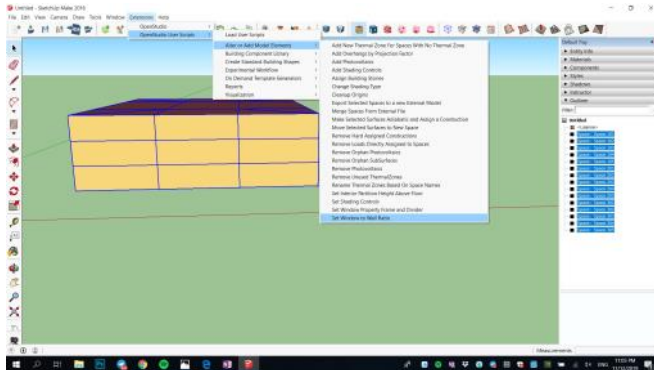 Untitled - SketchUp Make 2016
File Edit View Camera Draw Tools Window Extensions Help
OpenStudio
OpenStudio User Scripts
Load User Scripts
Alter or Add Model Elements
Building Component Library
Create Standard Building Shapes
Experimental Workflow
On Demand Template Generators
Reports
Visualization
Add New Thermal Zone For Spaces With No Thermal Zone
Add Overhangs by Projection Factor
Add Photovoltaics
Add Shading Controls
Assign Building Stories
Change Shading Type
Cleanup Origins
Export Selected Spaces to a new External Model
Merge Spaces From External File
Make Selected Surfaces Adiabatic and Assign a Construction
Move Selected Surfaces to New Space
Remove Hard Assigned Constructions
Remove Loads Directly Assigned to Spaces
Remove Orphan Photovoltaics
Remove Orphan SubSurfaces
Remove Photovoltaics
Remove Unused ThermalZones
Rename Thermal Zones Based On Space Names
Set Interior Partition Height Above Floor
Set Shading Controls
Set Window Property Frame and Divider
Set Window to Wall Ratio
Default Tray
Entity Info
Materials
Components
Styles
Shadows
Instructor
Outliner
Filter:
Untitled
Measurements
ENG
11:03 PM